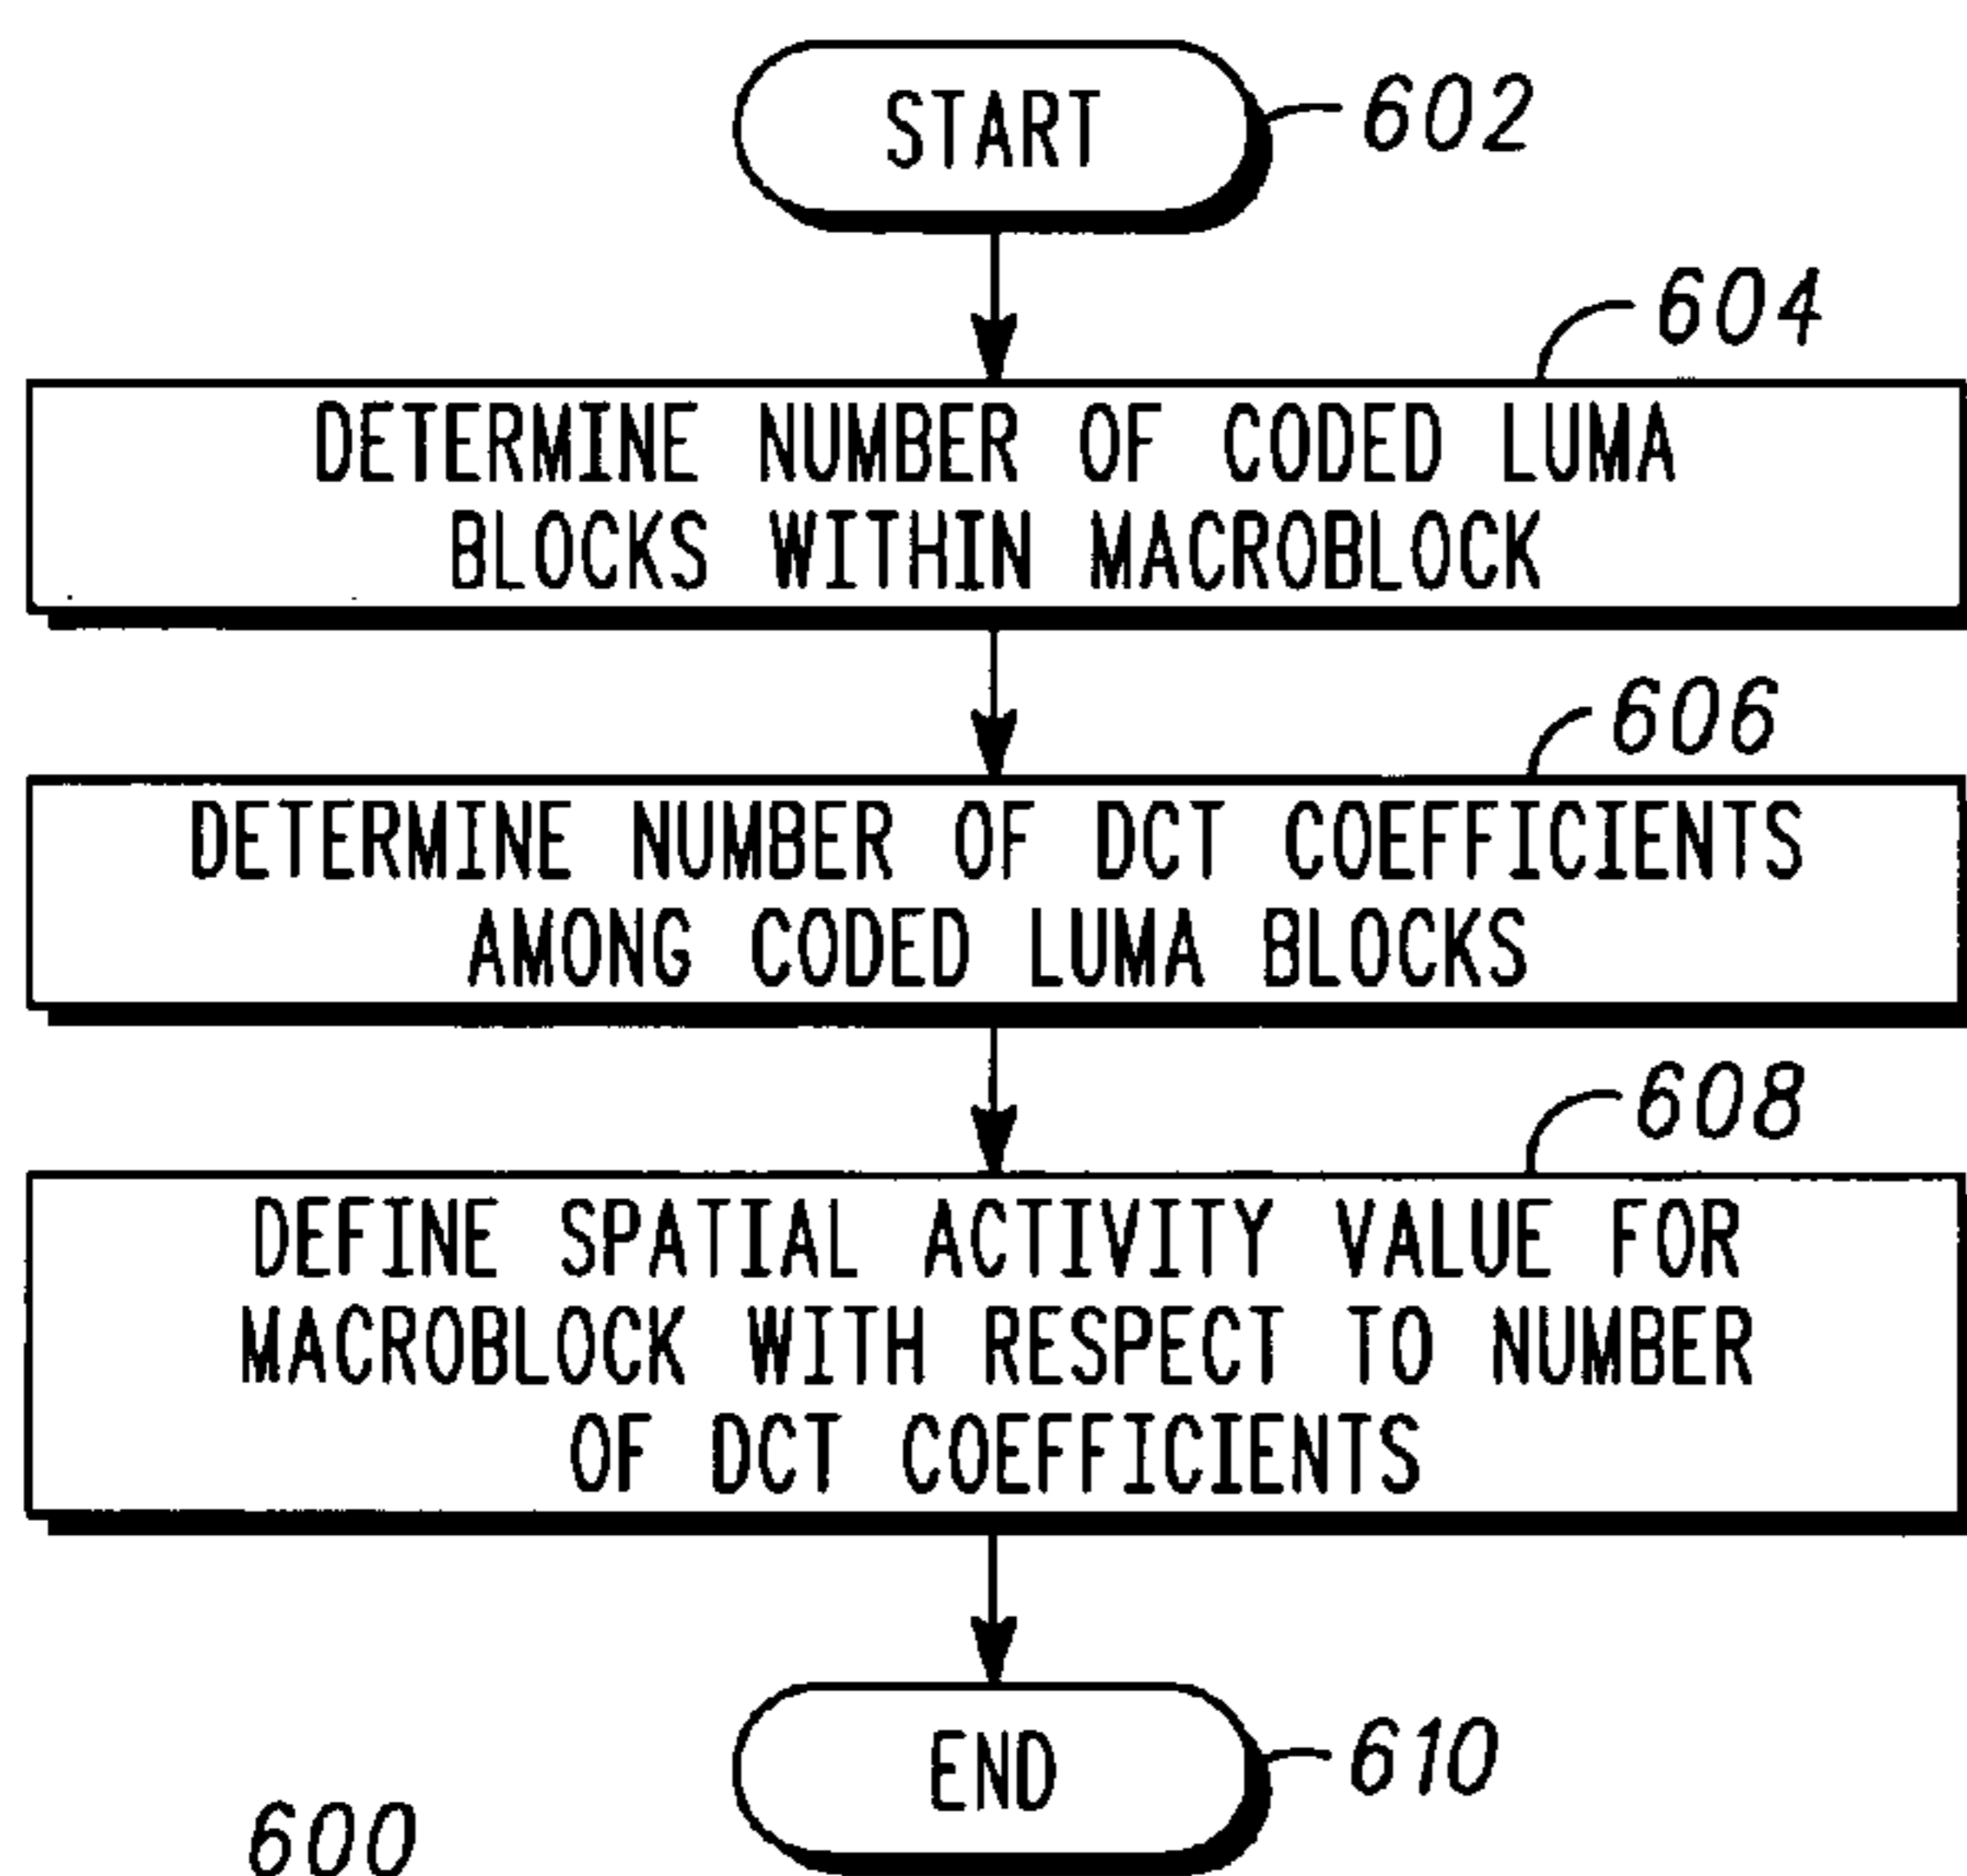 START
602
604
DETERMINE NUMBER OF CODED LUMA
BLOCKS WITHIN MACROBLOCK
606
DETERMINE NUMBER OF DCT COEFFICIENTS
AMONG CODED LUMA BLOCKS
608
DEFINE SPATIAL ACTIVITY VALUE FOR
MACROBLOCK WITH RESPECT TO NUMBER
OF DCT COEFFICIENTS
END
610
600